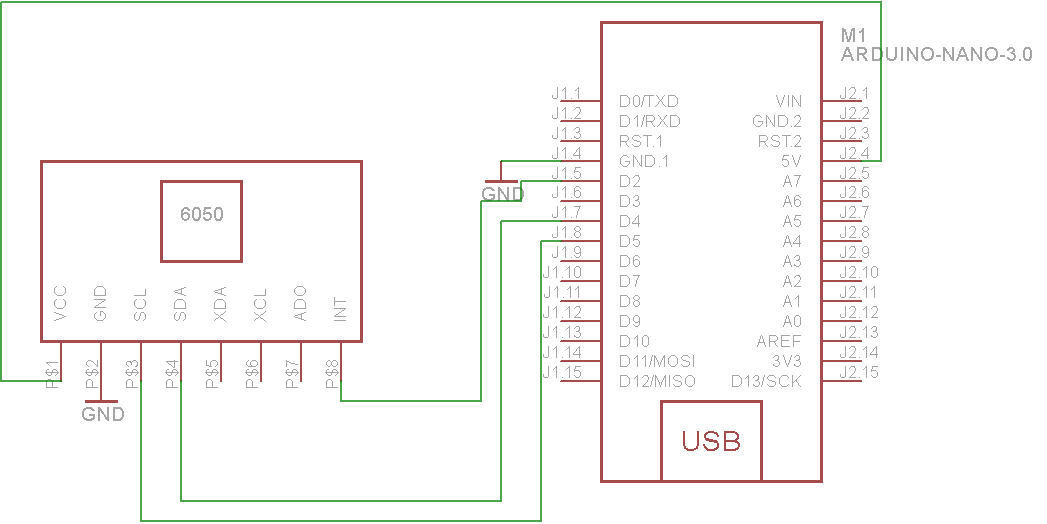 M1
ARDUINO-NANO-3.0
J1.1
D0/TXD
VIN
J2.1
J1.2
D1/RXD
GND.2
J2.2
J1.3
RST.1
RST.2
J2.3
J1.4
GND.1
5V
J2.4
J1.5
D2
A7
J2.5
J1.6
D3
A6
J2.6
J1.7
D4
A5
J2.7
J1.8
D5
A4
J2.8
J1.9
D6
A3
J2.9
J1.10
D7
A2
J2.10
J1.11
D8
A1
J2.11
J1.12
D9
A0
J2.12
J1.13
D10
AREF
J2.13
J1.14
D11/MOSI
3V3
J2.14
J1.15
D12/MISO
D13/SCK
J2.15
USB
GND
6050
VCC
GND
SCL
SDA
XDA
XCL
ADO
INT
P$1
P$2
P$3
P$4
P$5
P$6
P$7
P$8
GND